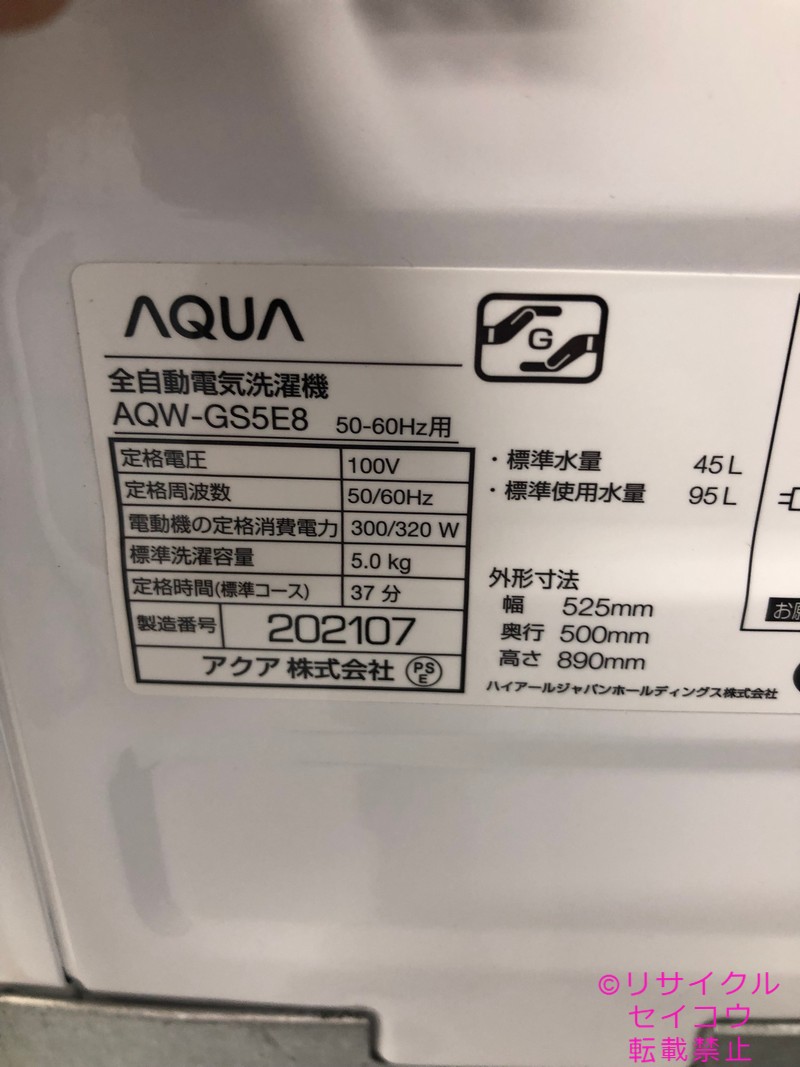 AQUA
G
全自動電気洗濯機
AQW-GS5E8 50-60Hz用
定格電圧 100V
定格周波数 50/60Hz
電動機の定格消費電力 300/320 W
標準洗濯容量 5.0 kg
定格時間(標準コース) 37 分
製造番号 202107
アクア 株式会社 PS E
・標準水量 45L
・標準使用水量 95L
外形寸法
幅 525mm
奥行 500mm
高さ 890mm
ハイアールジャパンホールディングス株式会社
©リサイクル
セイコウ
転載禁止